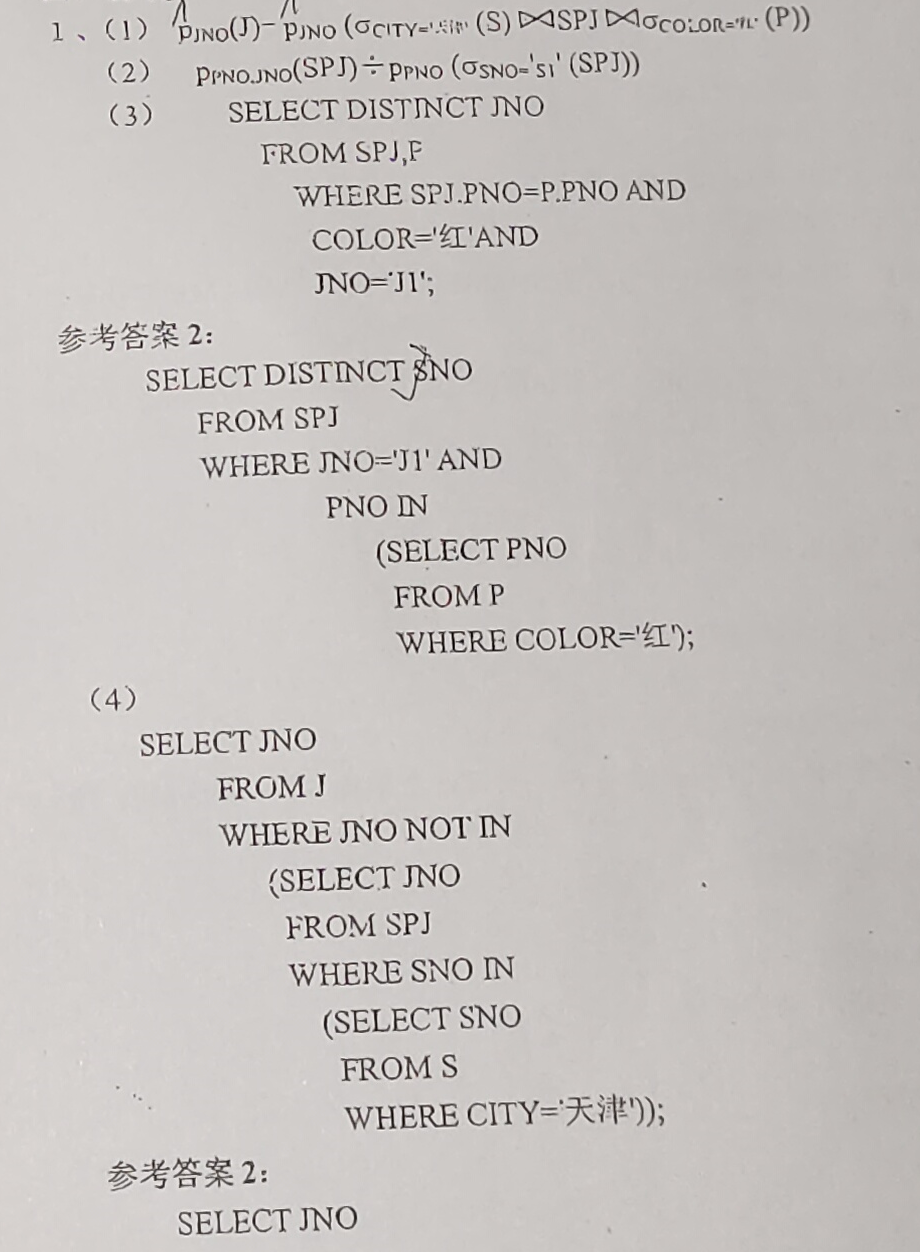 1、(1) pJNO(J)-pJNO (σCITY='天津' (S) ⋈SPJ ⋈σCOLOR='红' (P))
(2) pPNO,JNO(SPJ)÷pPNO (σSNO='S1' (SPJ))
(3) SELECT DISTINCT JNO
FROM SPJ,P
WHERE SPJ.PNO=P.PNO AND
COLOR='红'AND
JNO='J1';
参考答案 2:
SELECT DISTINCT SNO
FROM SPJ
WHERE JNO='J1' AND
PNO IN
(SELECT PNO
FROM P
WHERE COLOR='红');
(4)
SELECT JNO
FROM J
WHERE JNO NOT IN
(SELECT JNO
FROM SPJ
WHERE SNO IN
(SELECT SNO
FROM S
WHERE CITY='天津'));
参考答案 2:
SELECT JNO